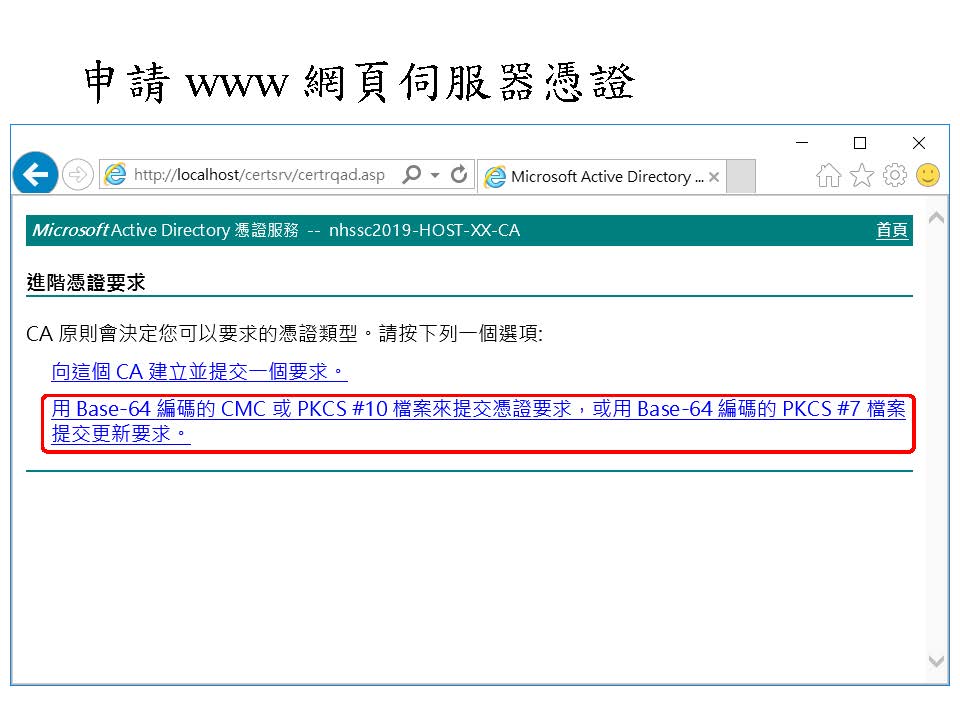 申請 www 網頁伺服器憑證
http://localhost/certsrv/certrqad.asp
Microsoft Active Directory ...
Microsoft Active Directory 憑證服務 -- nhssc2019-HOST-XX-CA 首頁
進階憑證要求
CA 原則會決定您可以要求的憑證類型。請按下列一個選項:
向這個 CA 建立並提交一個要求。
用 Base-64 編碼的 CMC 或 PKCS #10 檔案來提交憑證要求，或用 Base-64 編碼的 PKCS #7 檔案
提交更新要求。